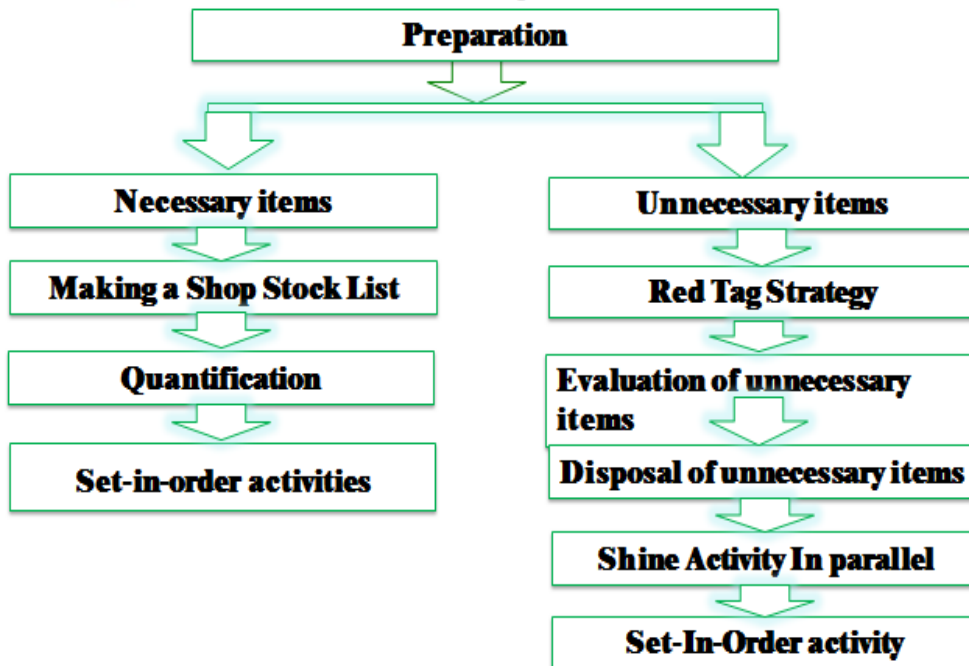 Preparation
Necessary items
Making a Shop Stock List
Quantification
Set-in-order activities
Unnecessary items
Red Tag Strategy
Evaluation of unnecessary
items
Disposal of unnecessary items
Shine Activity In parallel
Set-In-Order activity